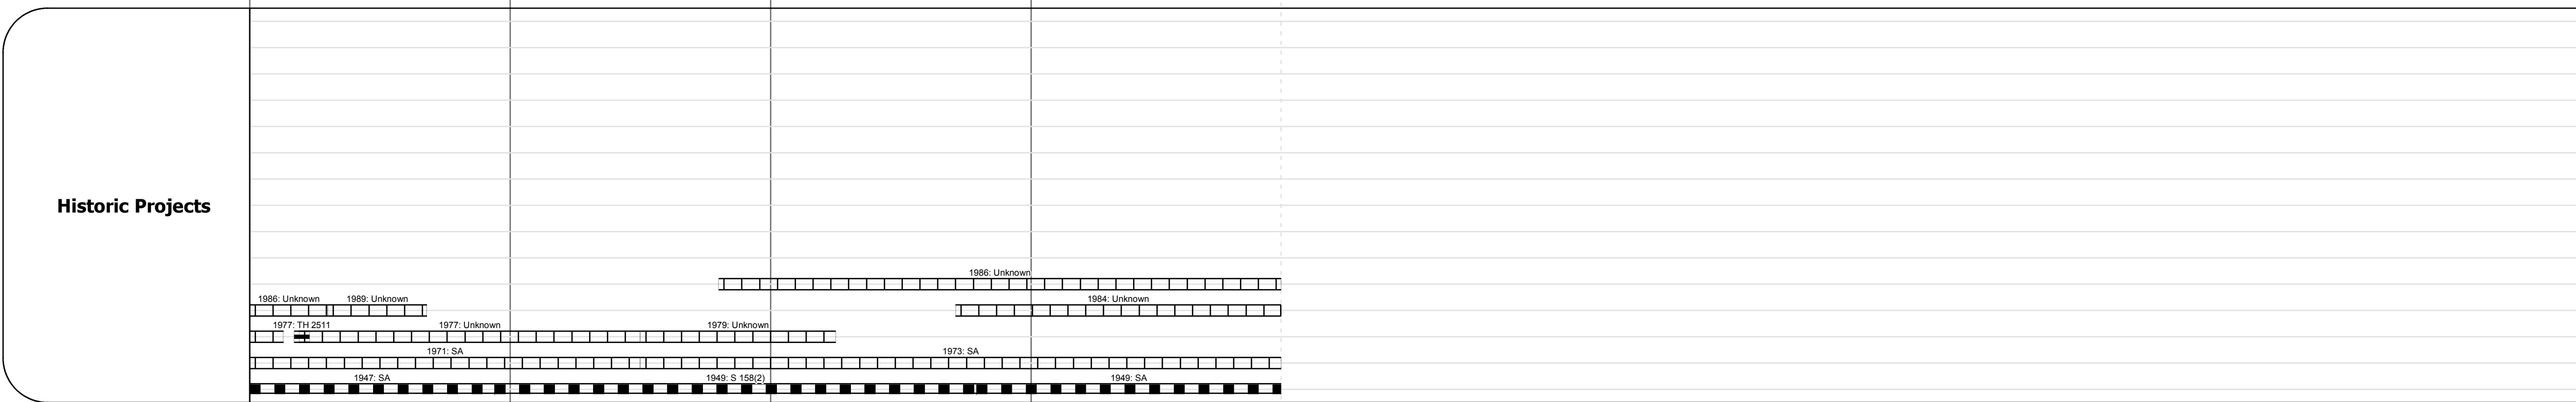 Historic Projects
1986: Unknown
1986: Unknown 1989: Unknown 1984: Unknown
1977: TH 2511 1977: Unknown 1979: Unknown
1971: SA 1973: SA
1947: SA 1949: S 158(2) 1949: SA